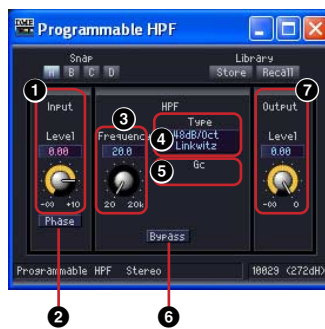 DME Programmable HPF
Snap Library
A B C D Store Recall
1 7
Input HPF Output
3 Type
Level Frequency 4 48dB/Oct Level
0.00 20.0 Linkwitz 0.00
5 Gc
-∞ +10 20 20k -∞ 0
Phase
Bypass
Programmable HPF Stereo 10029 (272dH)
2 6